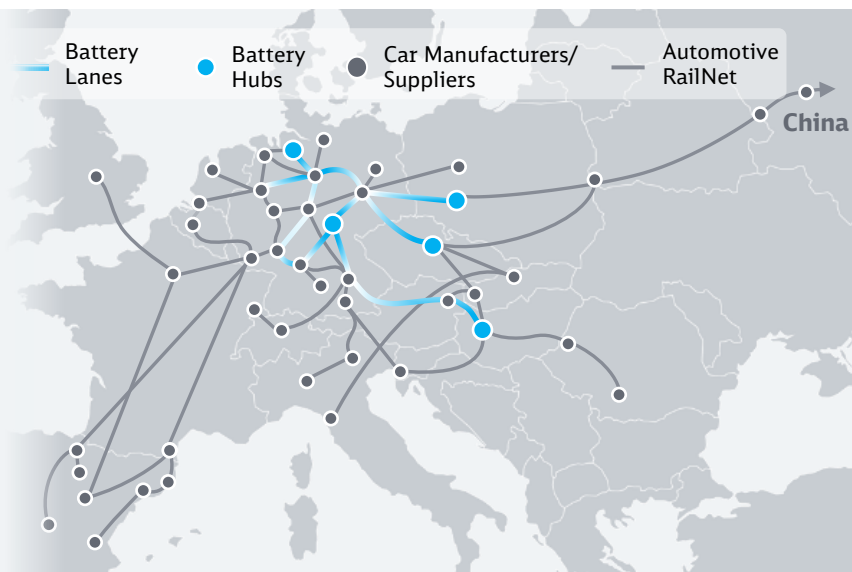 Battery
Lanes
Battery
Hubs
Car Manufacturers/
Suppliers
Automotive
RailNet
China